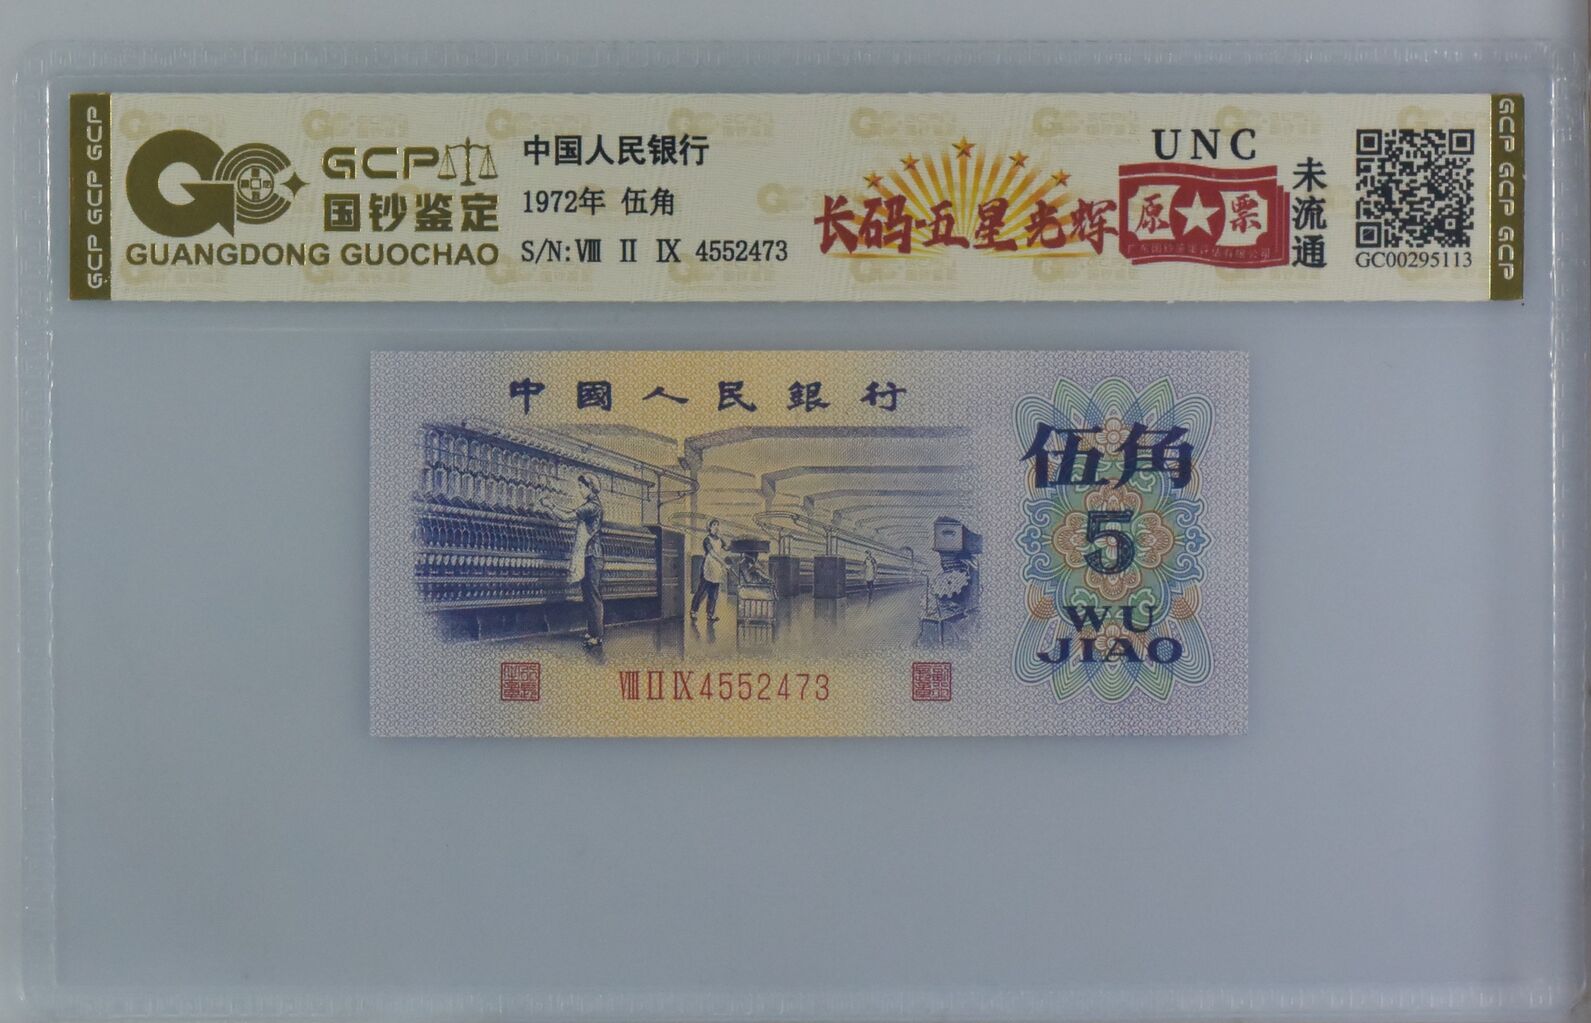 GCP GCP GCP
GCP
国钞鉴定
GUANGDONG GUOCHAO
中国人民银行
1972年 伍角
S/N: Ⅷ Ⅱ Ⅸ 4552473
长码·五星光辉
UNC
原★票
未流通
GC00295113
GCP GCP GCP
中國人民銀行
伍角
5
WU
JIAO
Ⅷ Ⅱ Ⅸ 4552473